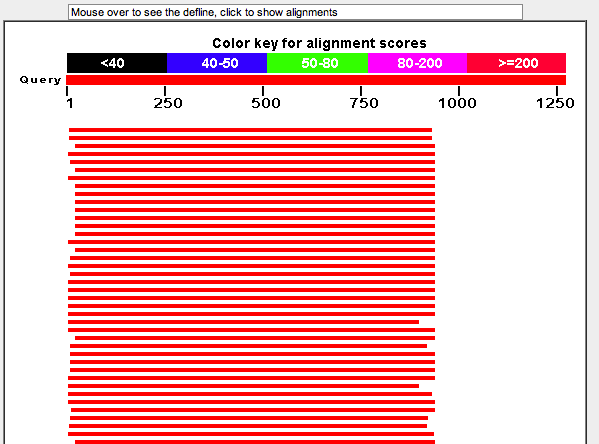 Mouse over to see the defline, click to show alignments
Color key for alignment scores
<40 40-50 50-80 80-200 >=200
Query
1 250 500 750 1000 1250